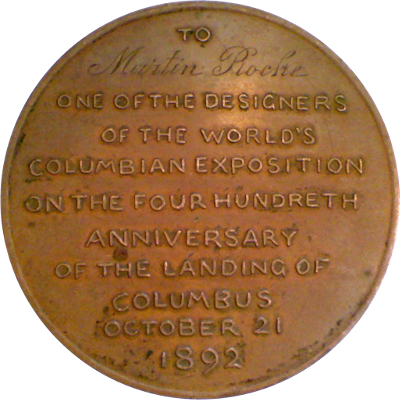 TO
Martin Roche
ONE OF THE DESIGNERS
OF THE WORLD'S
COLUMBIAN EXPOSITION
ON THE FOUR HUNDRETH
ANNIVERSARY
OF THE LANDING OF
COLUMBUS
OCTOBER 21
1892